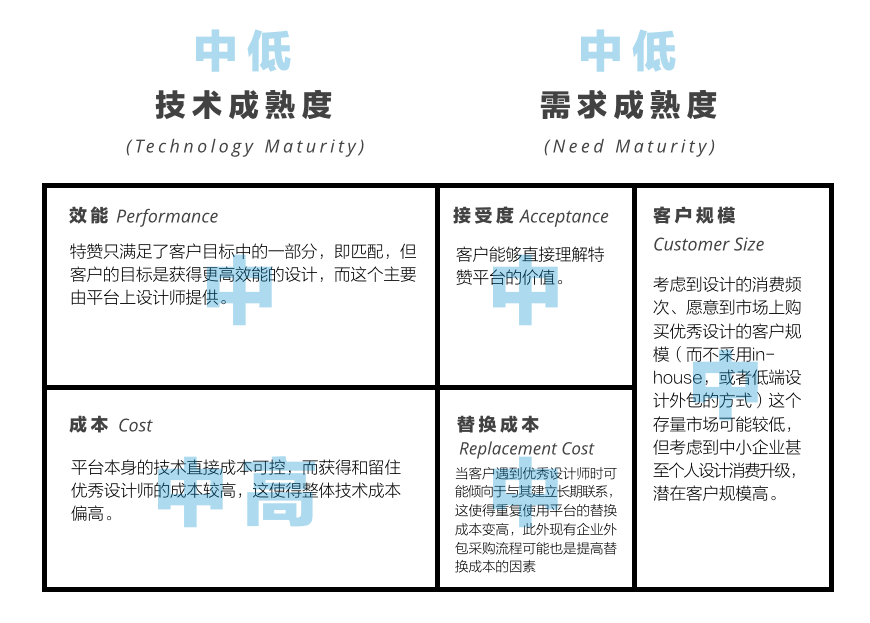 中低
技术成熟度
(Technology Maturity)
中低
需求成熟度
(Need Maturity)
效能 Performance
特赞只满足了客户目标中的一部分，即匹配，但
客户的目标是获得更高效能的设计，而这个主要
由平台上设计师提供。
中
接受度 Acceptance
客户能够直接理解特
赞平台的价值。
中
客户规模
Customer Size
考虑到设计的消费频
次、愿意到市场上购
买优秀设计的客户规
模（而不采用in-
house，或者低端设
计外包的方式）这个
存量市场可能较低，
但考虑到中小企业甚
至个人设计消费升级，
潜在客户规模高。
中
成本 Cost
平台本身的技术直接成本可控，而获得和留住
优秀设计师的成本较高，这使得整体技术成本
偏高。
中高
替换成本
Replacement Cost
当客户遇到优秀设计师时可
能倾向于与其建立长期联系，
这使得重复使用平台的替换
成本变高，此外现有企业外
包采购流程可能也是提高替
换成本的因素
中